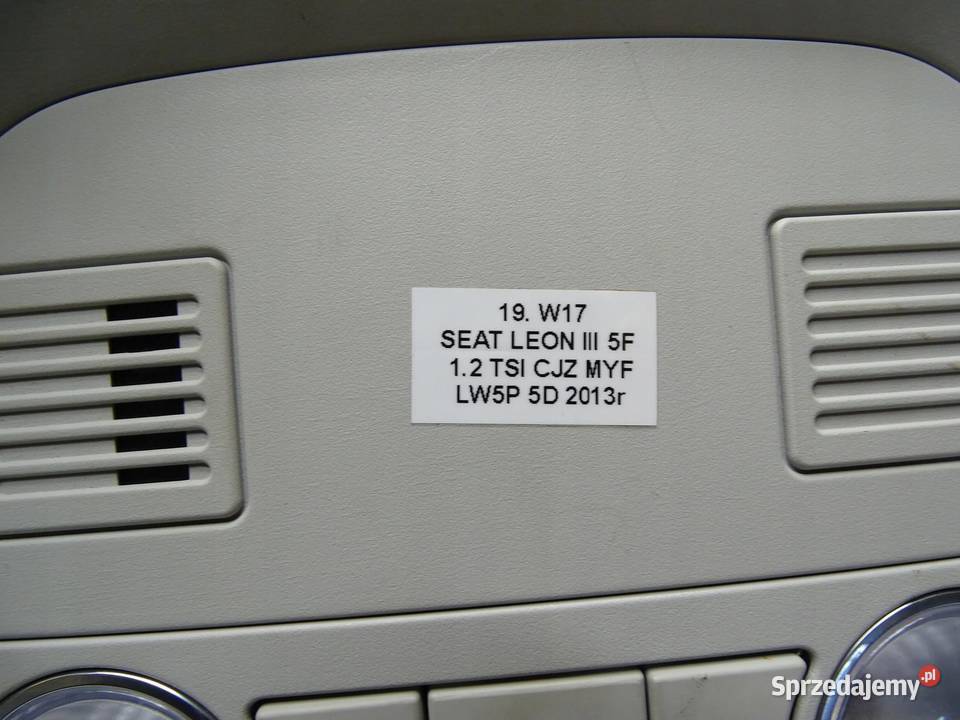 19. W17
SEAT LEON III 5F
1.2 TSI CJZ MYF
LW5P 5D 2013r
Sprzedajemy.pl